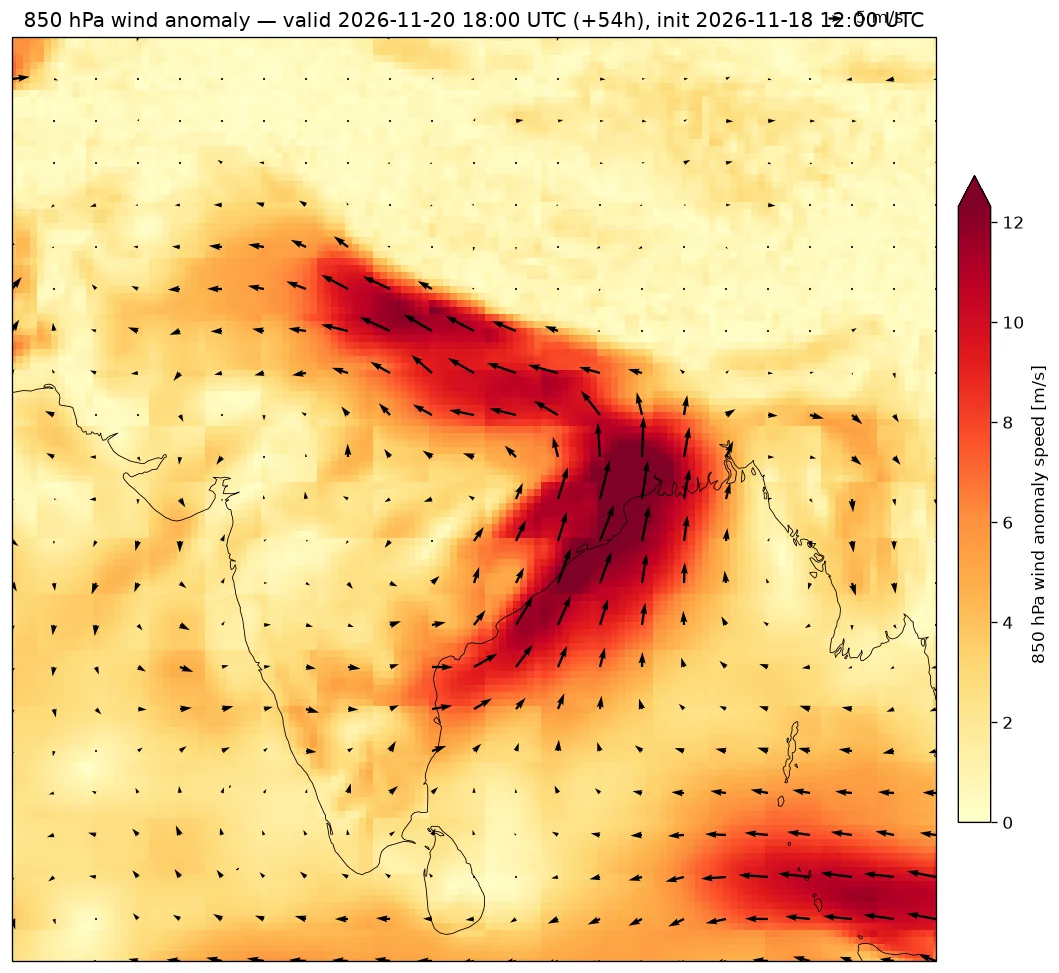 850 hPa wind anomaly — valid 2026-11-20 18:00 UTC (+54h), init 2026-11-18 12:00 UTC
5 m/s
12
10
8
6
4
2
0
850 hPa wind anomaly speed [m/s]